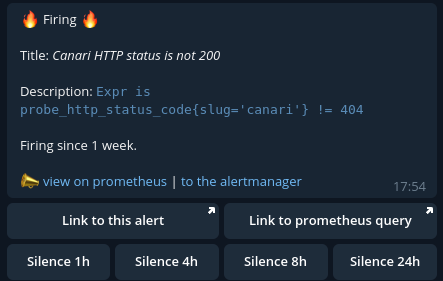 🔥 Firing 🔥
Title: Canari HTTP status is not 200
Description: Expr is
probe_http_status_code{slug='canari'} != 404
Firing since 1 week.
📣 view on prometheus | to the alertmanager
17:54
Link to this alert
Link to prometheus query
Silence 1h
Silence 4h
Silence 8h
Silence 24h